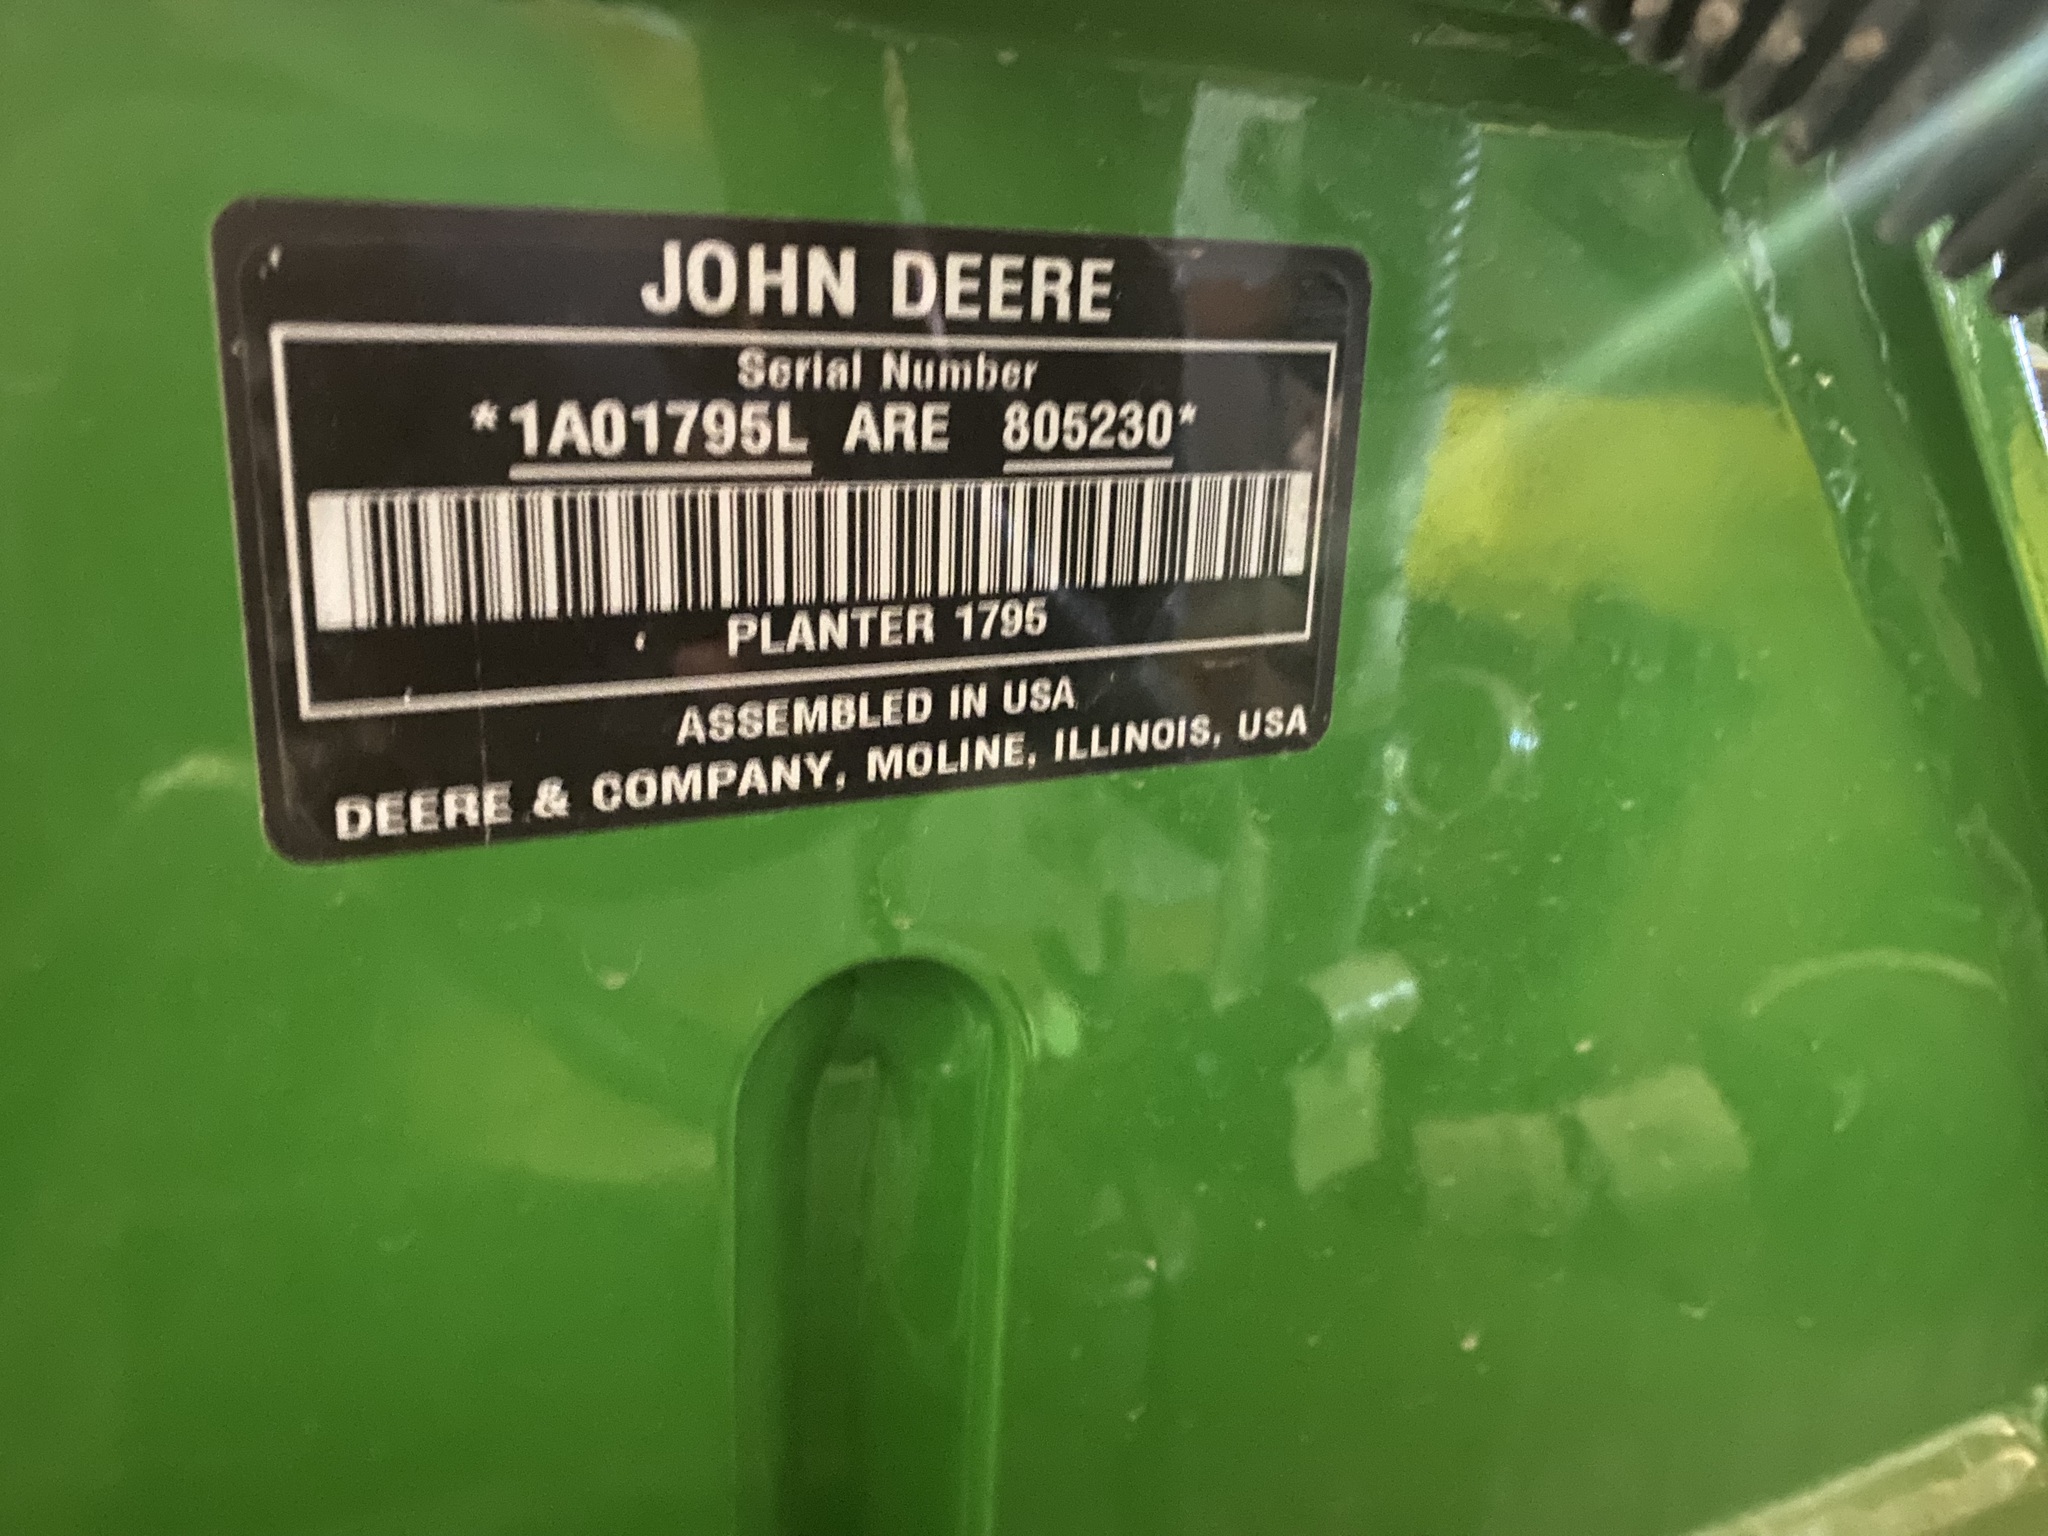 JOHN DEERE
Serial Number
*1A01795L ARE 805230*
PLANTER 1795
ASSEMBLED IN USA
DEERE & COMPANY, MOLINE, ILLINOIS, USA